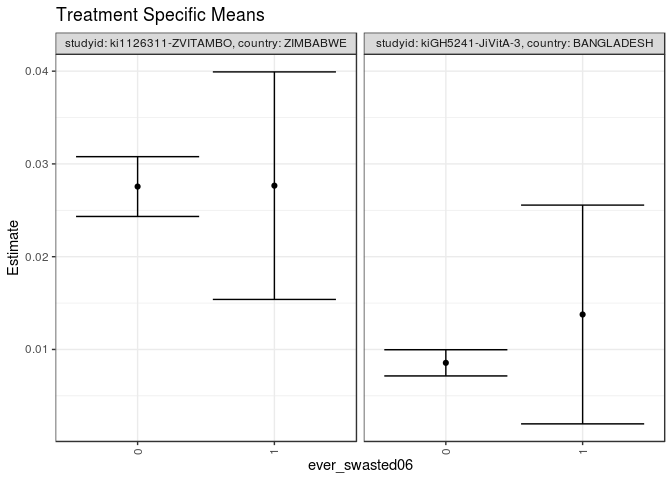 Treatment Specific Means
studyid: ki1126311-ZVITAMBO, country: ZIMBABWE
studyid: kiGH5241-JiVitA-3, country: BANGLADESH
0.04
0.03
0.02
0.01
Estimate
0
1
0
1
ever_swasted06